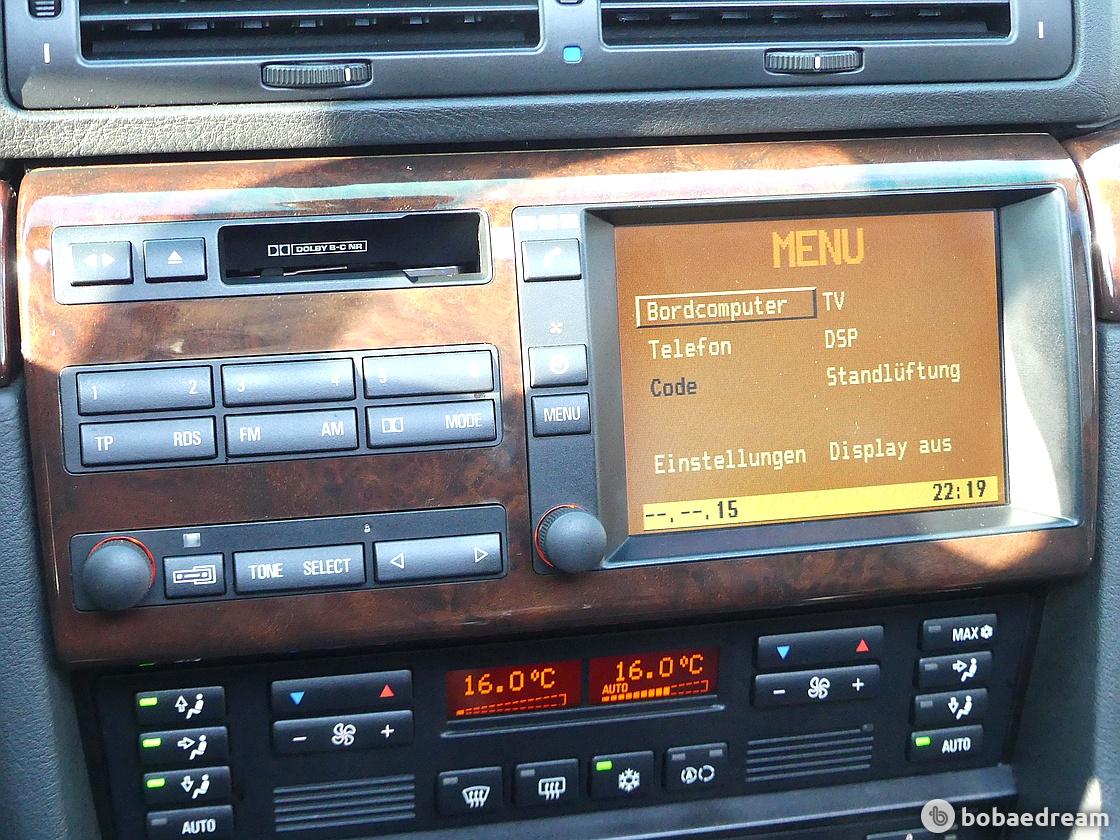 DOLBY B-C NR
MENU
Bordcomputer TV
Telefon DSP
Code Standlüftung
Einstellungen Display aus
--.--.15 22:19
1 2 3 4 5
TP RDS FM AM MODE
MENU
TONE SELECT
16.0°C 16.0°C
AUTO
MAX
AUTO
AUTO
bobaedream